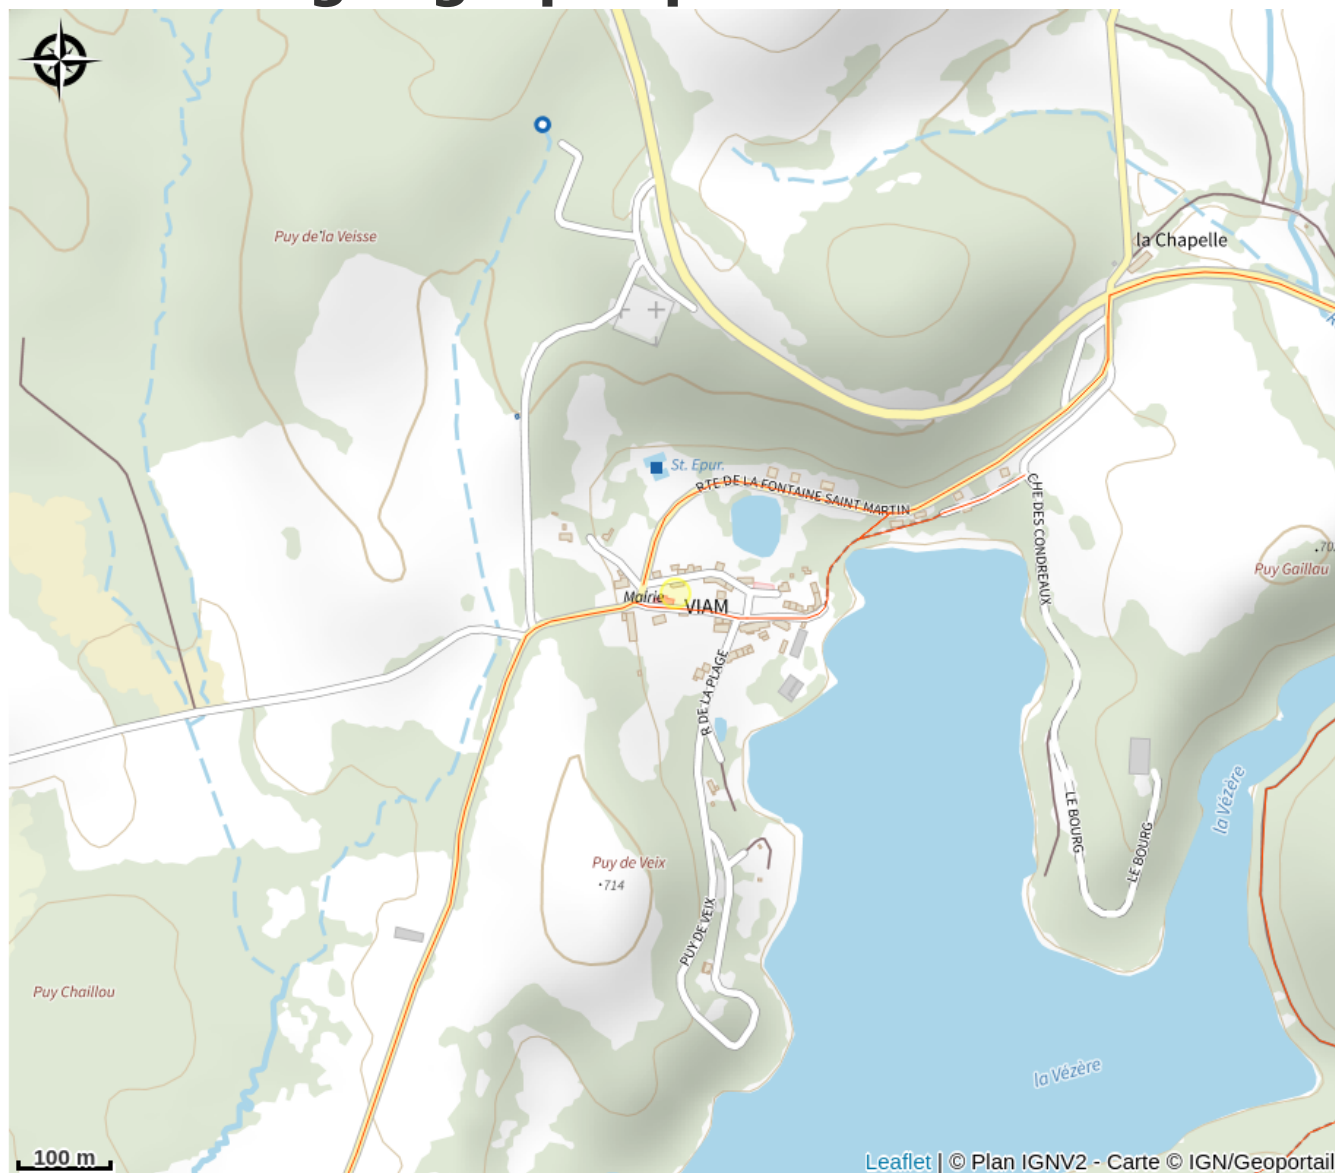 Puy de la Veisse
la Chapelle
St. Epur.
RTE DE LA FONTAINE SAINT MARTIN
CHE DES CONDREAUX
Puy Gaillau
Mairie
VIAM
R DE LA PLAGE
la Vézère
LE BOURG
LE BOURG
Puy de Veix
714
PUY DE VEIX
Puy Chaillou
la Vézère
100 m
Leaflet | © Plan IGNV2 - Carte © IGN/Geoportail